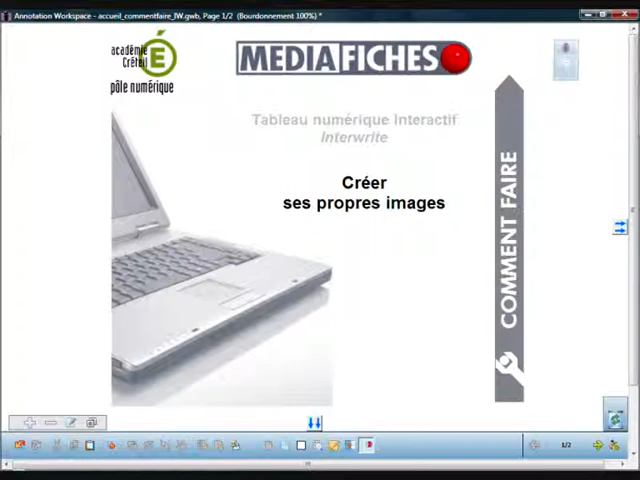 Annotation Workspace - accueil_commentfaire_IW.gwb, Page 1/2 (Bourdonnement 100%) *
académie
Créteil
pôle numérique
MEDIAFICHES
Tableau numérique Interactif
Interwrite
Créer
ses propres images
COMMENT FAIRE
1/2